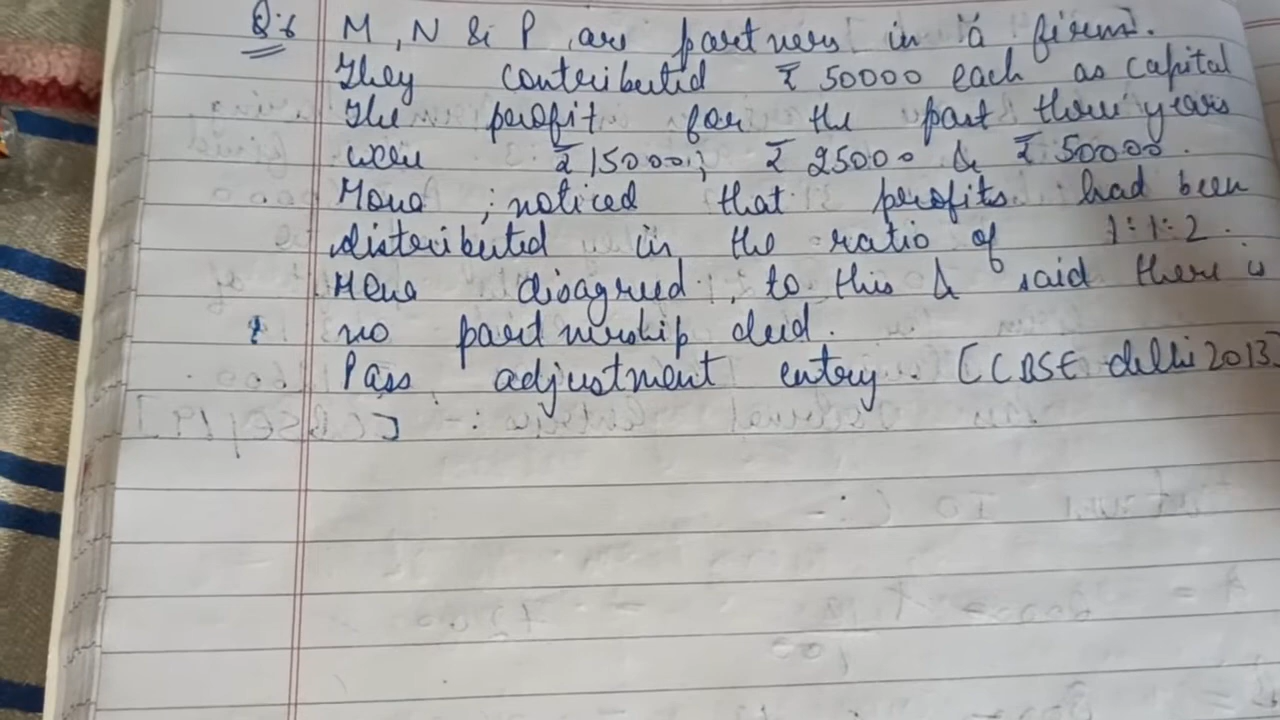 Q:6 M, N & P are partners in a firm.
They contributed ₹ 50000 each as capital
The profit for the part three years
were ₹ 15000, ₹ 25000 & ₹ 50000.
Mona ; noticed that profits had been
distributed in the ratio of 1:1:2.
Mona disagreed, to this & said there is
no partnership deed.
Pass adjustment entry. [CBSE delhi 2013]